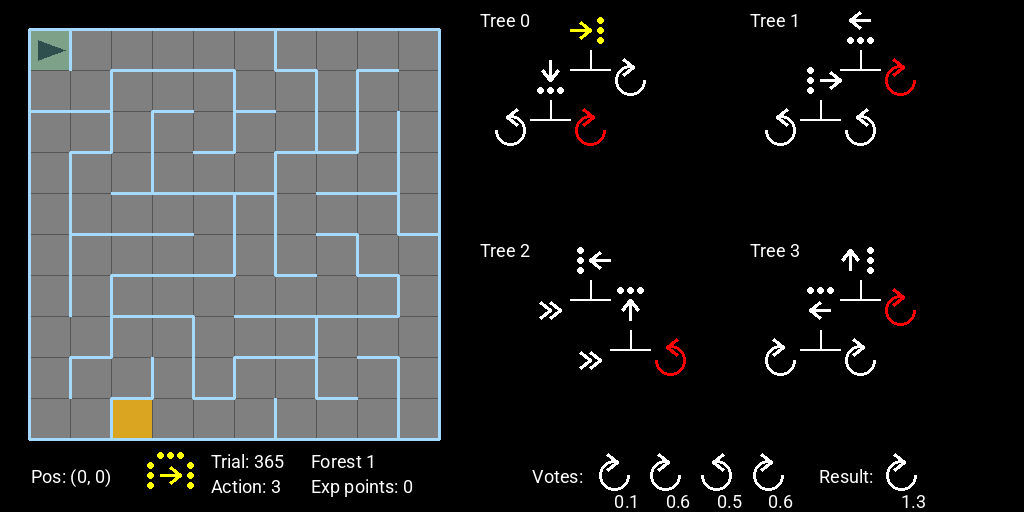 Tree 0
Tree 1
Tree 2
Tree 3
Pos: (0, 0)
Trial: 365
Forest 1
Action: 3
Exp points: 0
Votes:
0.1
0.6
0.5
0.6
Result:
1.3